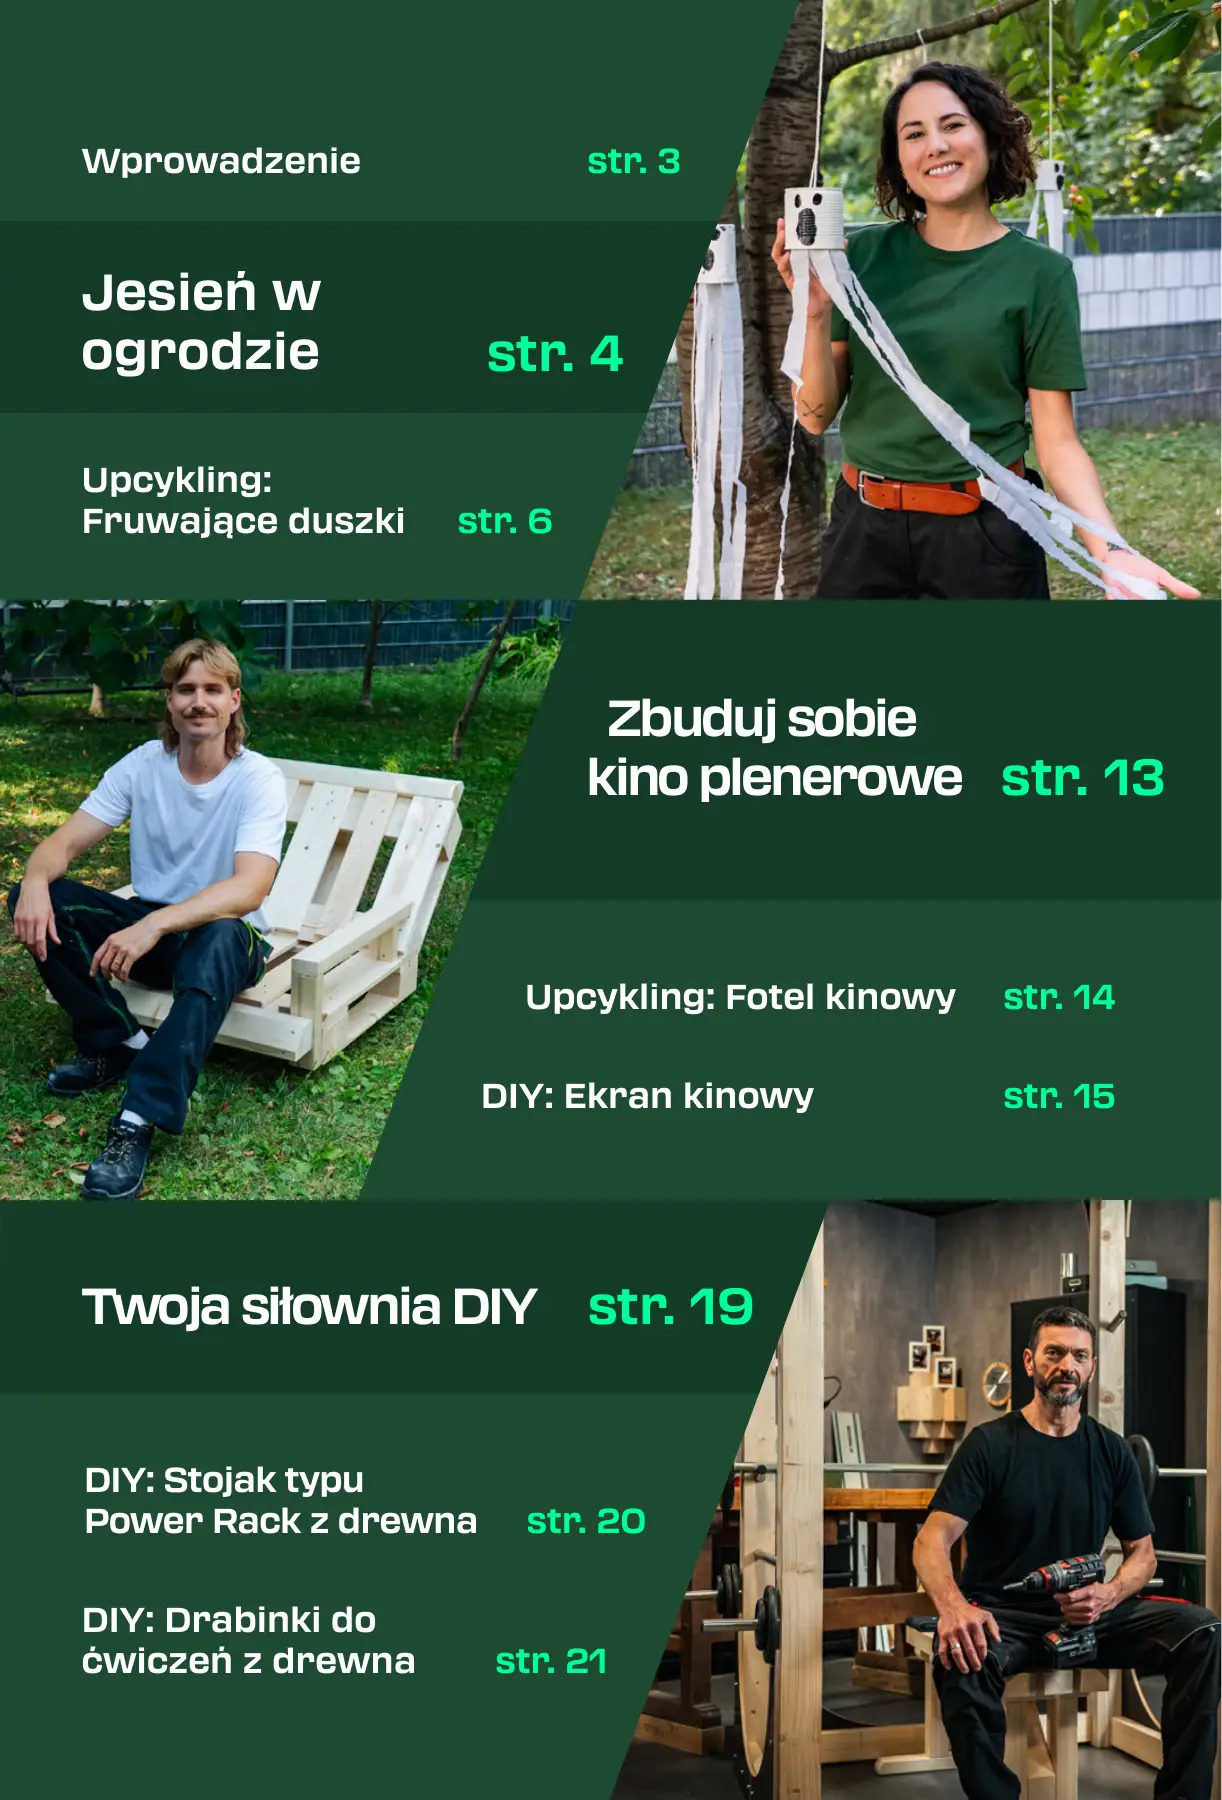 Wprowadzenie str. 3
Jesień w
ogrodzie str. 4
Upcykling:
Fruwające duszki str. 6
Zbuduj sobie
kino plenerowe str. 13
Upcykling: Fotel kinowy str. 14
DIY: Ekran kinowy str. 15
Twoja siłownia DIY str. 19
DIY: Stojak typu
Power Rack z drewna str. 20
DIY: Drabinki do
ćwiczeń z drewna str. 21